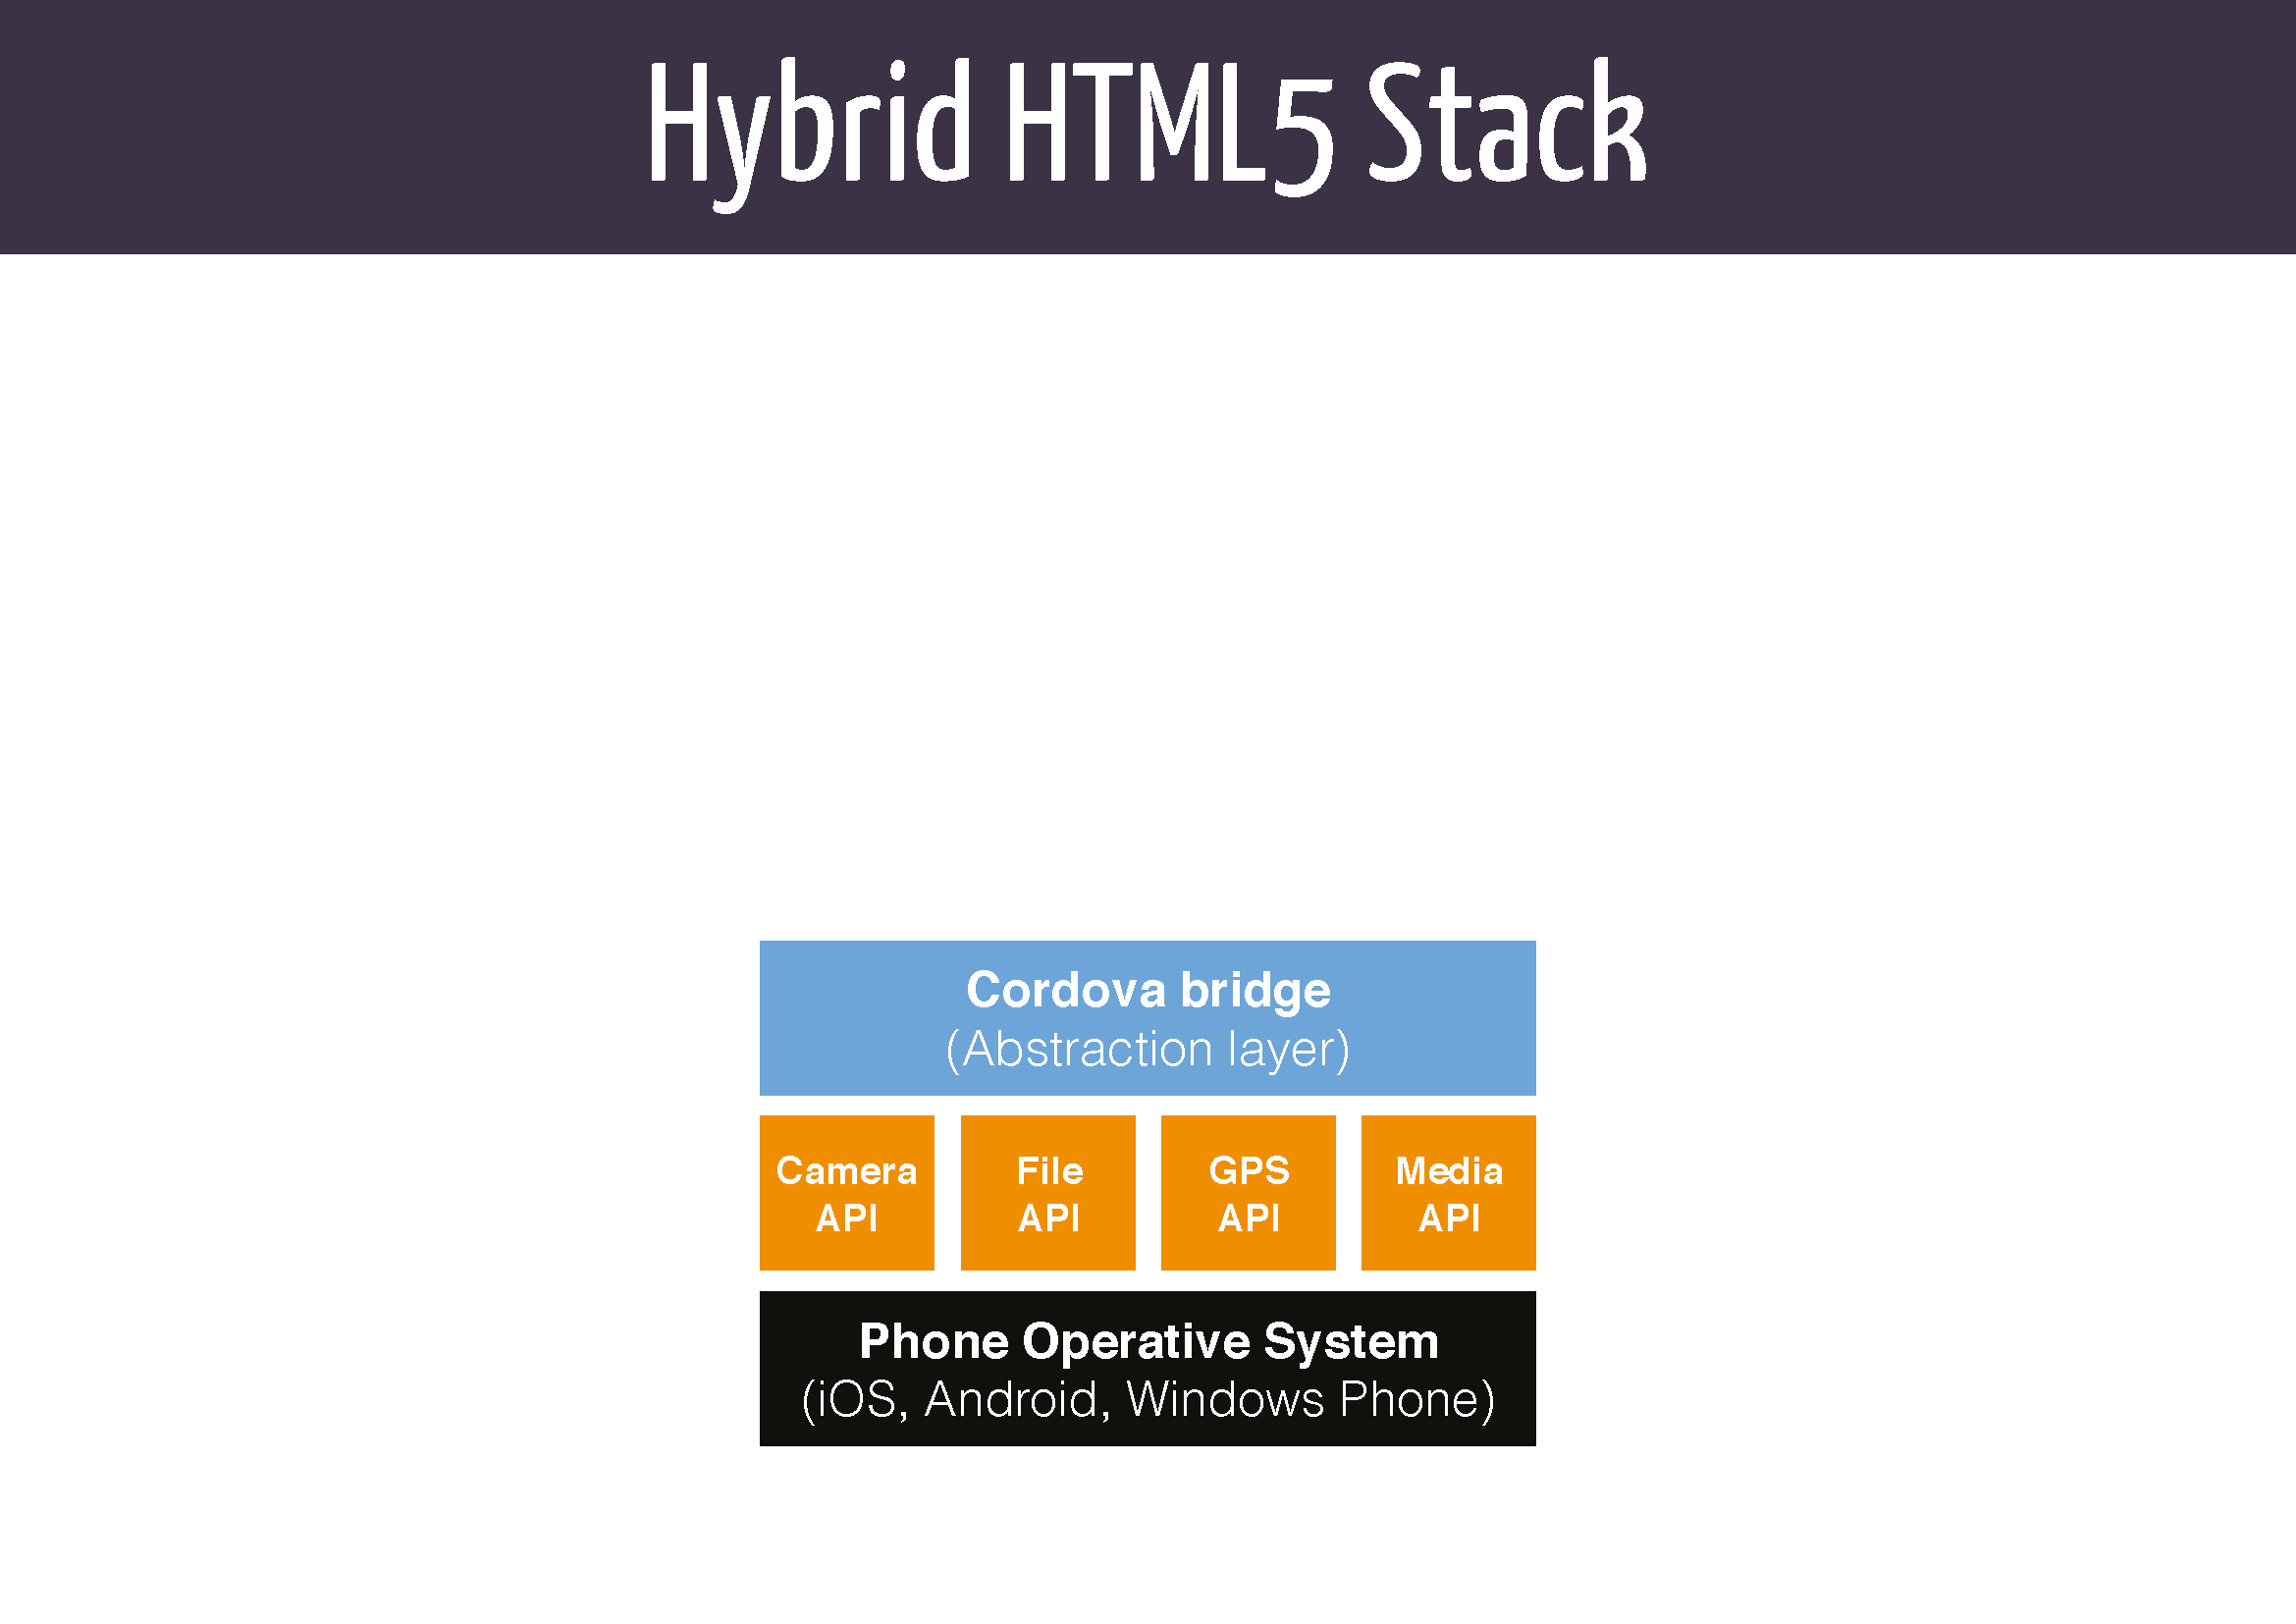 Hybrid HTML5 Stack
Cordova bridge
(Abstraction layer)
Camera API
File API
GPS API
Media API
Phone Operative System
(iOS, Android, Windows Phone)